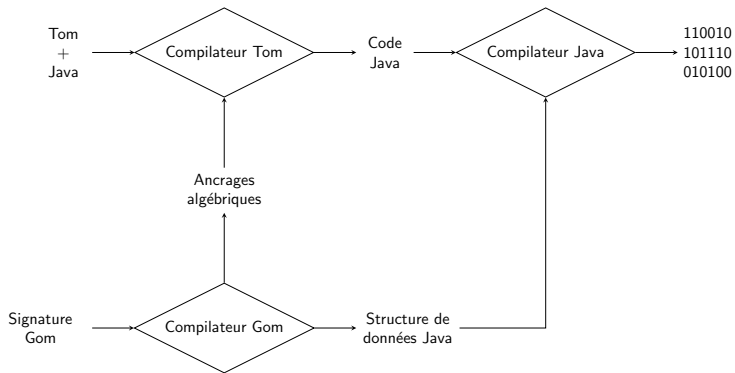 Tom
+
Java
Compilateur Tom
Code
Java
Compilateur Java
110010
101110
010100
Ancrages
algébriques
Signature
Gom
Compilateur Gom
Structure de
données Java